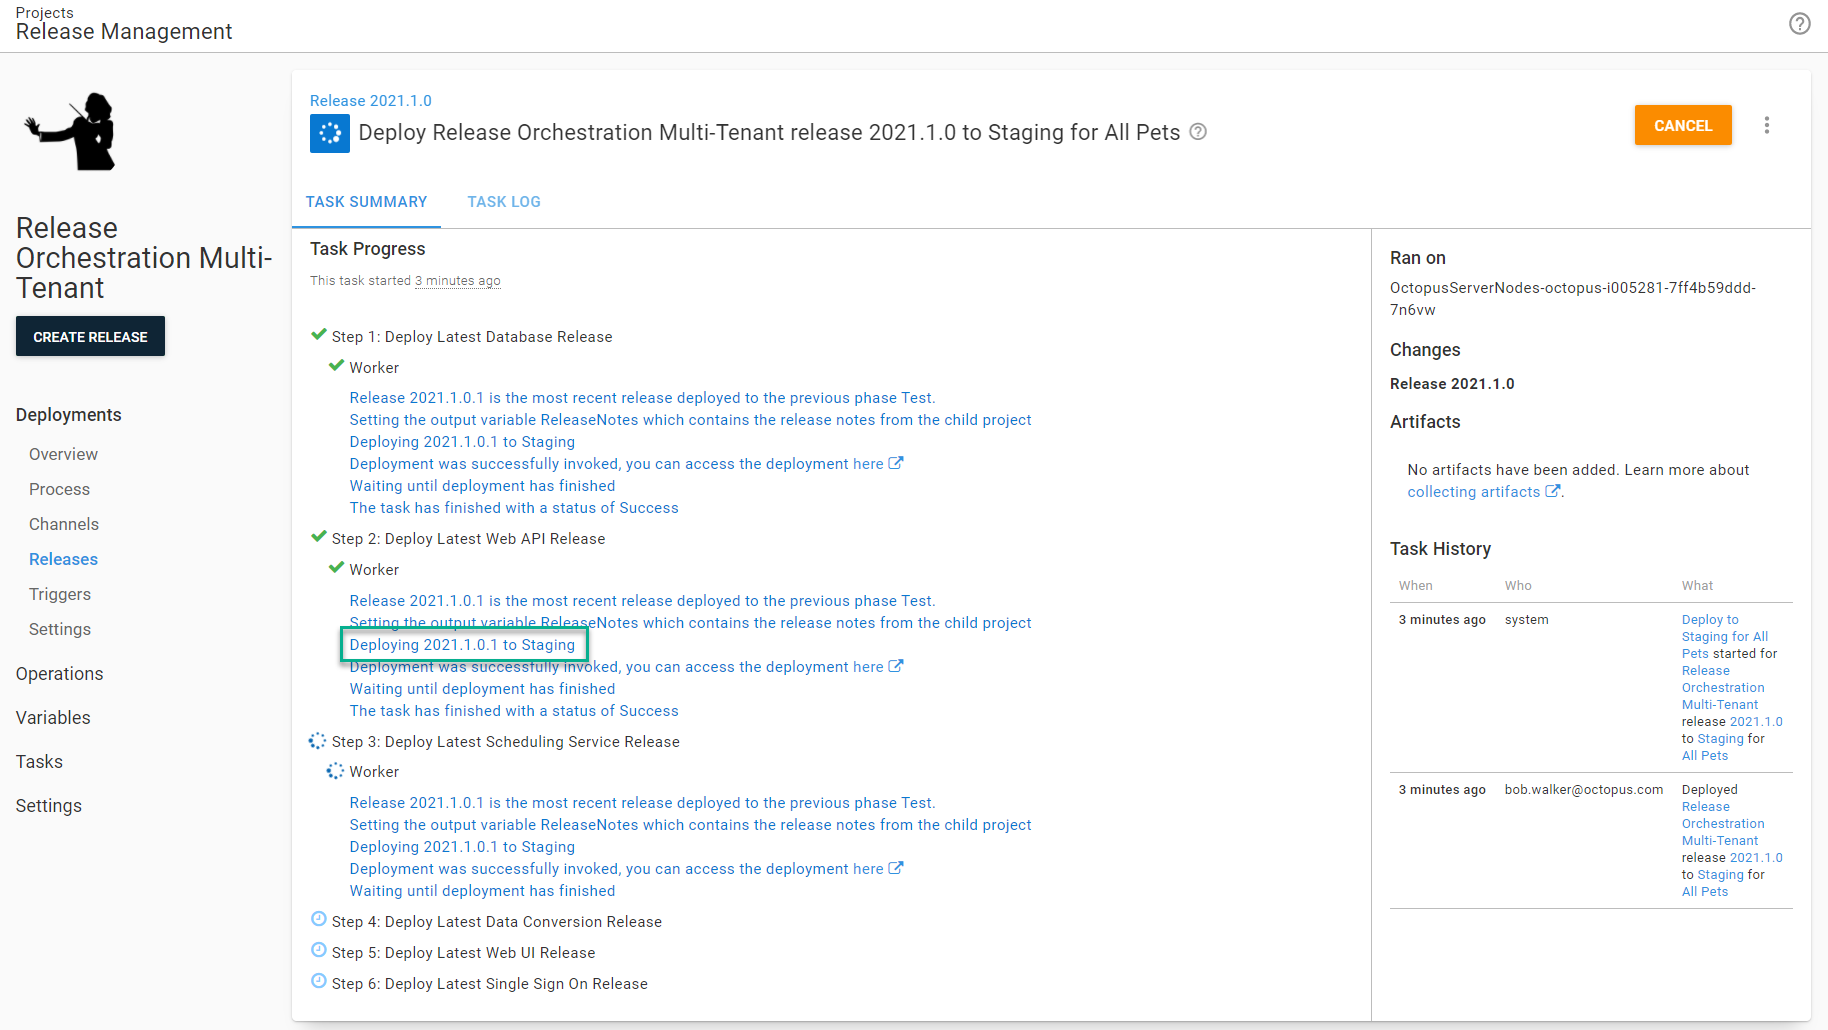 Projects
Release Management
Release
Orchestration Multi-
Tenant
CREATE RELEASE
Deployments
Overview
Process
Channels
Releases
Triggers
Settings
Operations
Variables
Tasks
Settings
Release 2021.1.0
Deploy Release Orchestration Multi-Tenant release 2021.1.0 to Staging for All Pets
CANCEL
TASK SUMMARY
TASK LOG
Task Progress
This task started 3 minutes ago
Step 1: Deploy Latest Database Release
Worker
Release 2021.1.0.1 is the most recent release deployed to the previous phase Test.
Setting the output variable ReleaseNotes which contains the release notes from the child project
Deploying 2021.1.0.1 to Staging
Deployment was successfully invoked, you can access the deployment here
Waiting until deployment has finished
The task has finished with a status of Success
Step 2: Deploy Latest Web API Release
Worker
Release 2021.1.0.1 is the most recent release deployed to the previous phase Test.
Setting the output variable ReleaseNotes which contains the release notes from the child project
Deploying 2021.1.0.1 to Staging
Deployment was successfully invoked, you can access the deployment here
Waiting until deployment has finished
The task has finished with a status of Success
Step 3: Deploy Latest Scheduling Service Release
Worker
Release 2021.1.0.1 is the most recent release deployed to the previous phase Test.
Setting the output variable ReleaseNotes which contains the release notes from the child project
Deploying 2021.1.0.1 to Staging
Deployment was successfully invoked, you can access the deployment here
Waiting until deployment has finished
Step 4: Deploy Latest Data Conversion Release
Step 5: Deploy Latest Web UI Release
Step 6: Deploy Latest Single Sign On Release
Ran on
OctopusServerNodes-octopus-i005281-7ff4b59ddd-
7n6vw
Changes
Release 2021.1.0
Artifacts
No artifacts have been added. Learn more about
collecting artifacts.
Task History
When Who What
3 minutes ago system Deploy to
Staging for All
Pets started for
Release
Orchestration
Multi-Tenant
release 2021.1.0
to Staging for
All Pets
3 minutes ago bob.walker@octopus.com Deployed
Release
Orchestration
Multi-Tenant
release 2021.1.0
to Staging for
All Pets